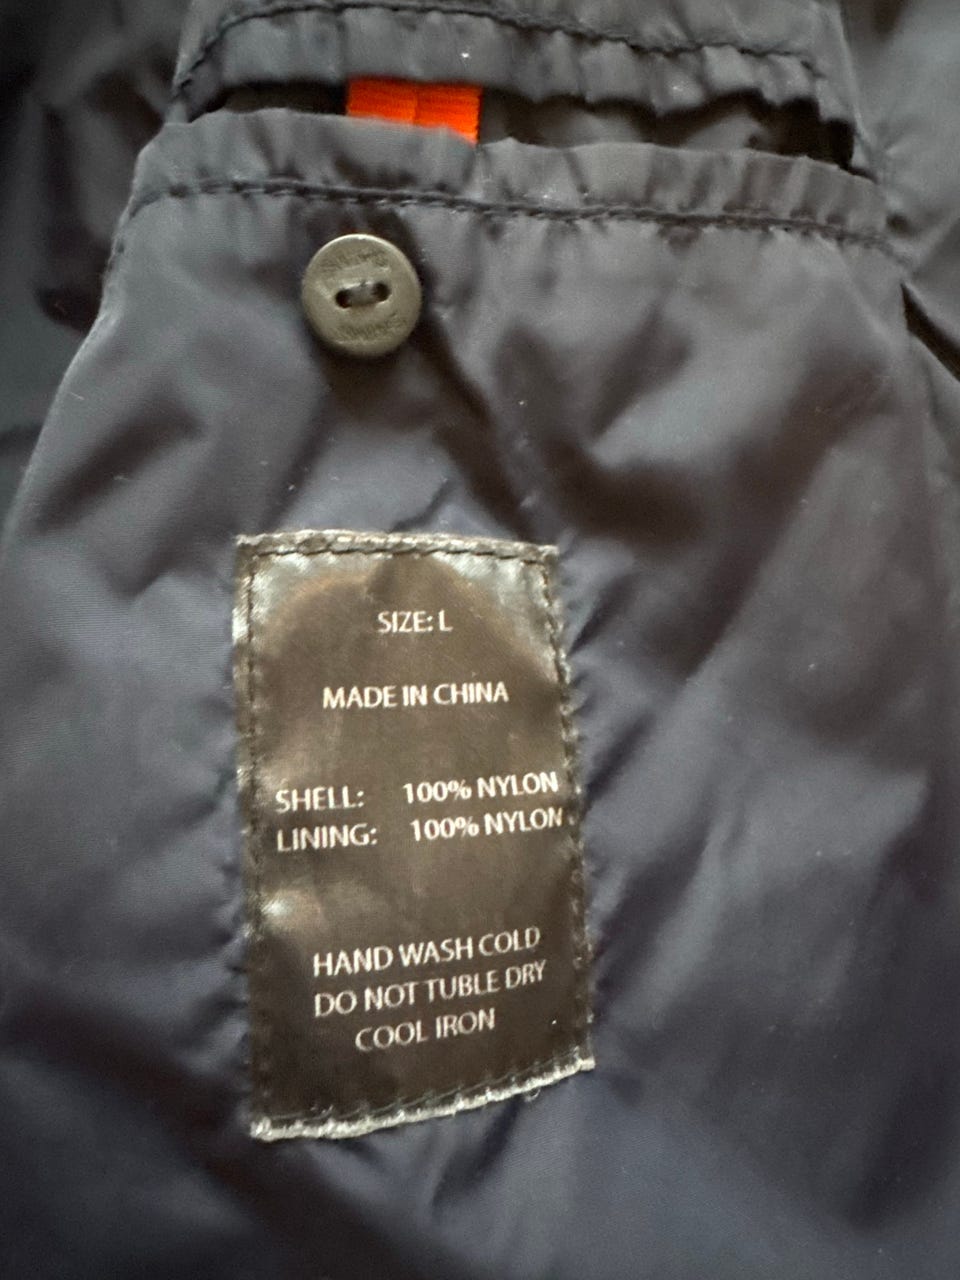 SIZE: L
MADE IN CHINA
SHELL: 100% NYLON
LINING: 100% NYLON
HAND WASH COLD
DO NOT TUBLE DRY
COOL IRON